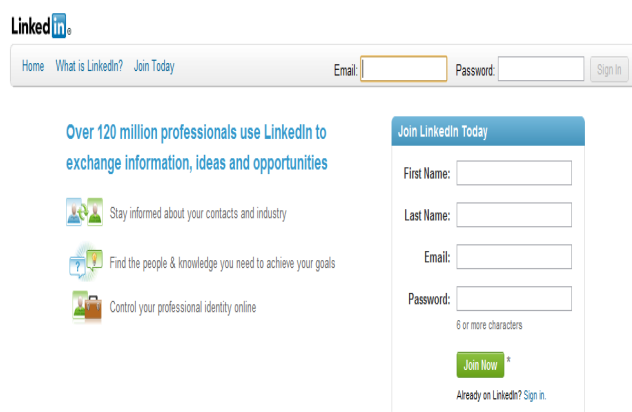 Linked in ®
Home What is LinkedIn? Join Today Email: Password: Sign In
Over 120 million professionals use LinkedIn to
exchange information, ideas and opportunities
Stay informed about your contacts and industry
Find the people & knowledge you need to achieve your goals
Control your professional identity online
Join LinkedIn Today
First Name:
Last Name:
Email:
Password:
6 or more characters
Join Now *
Already on LinkedIn? Sign in.